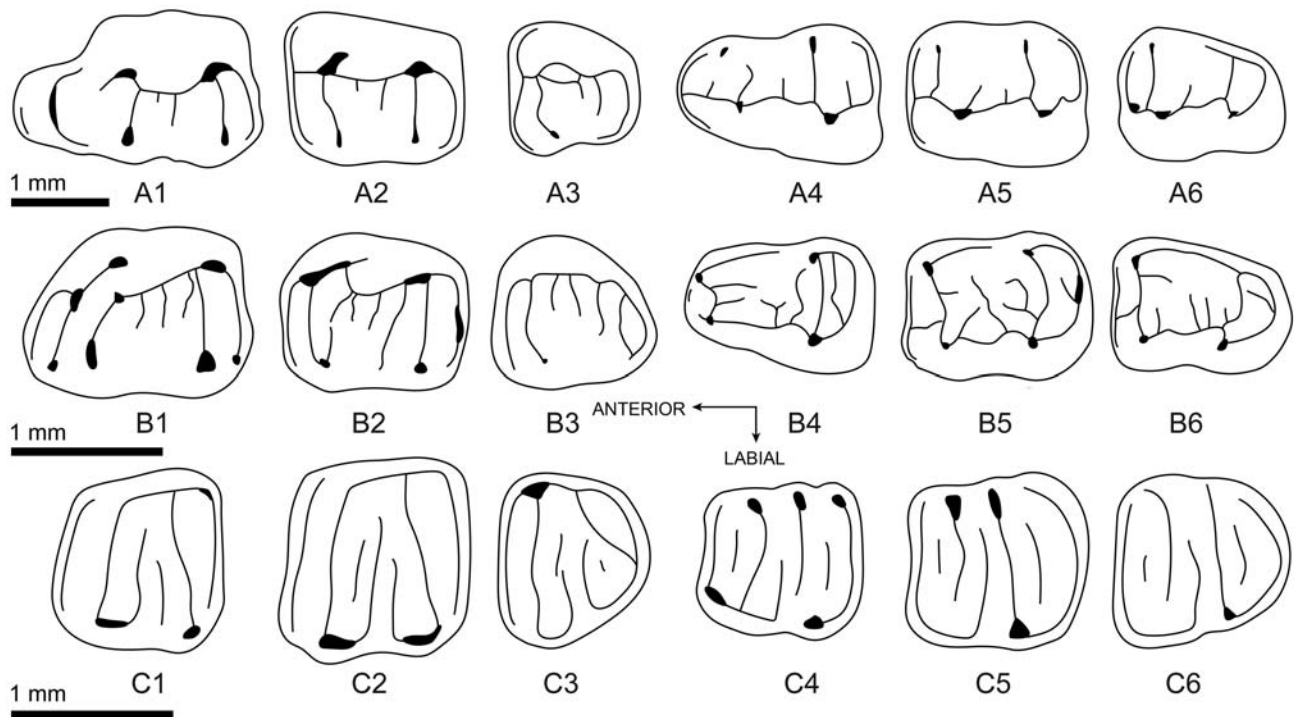 1 mm
A1 A2 A3 A4 A5 A6
B1 B2 B3 B4 B5 B6
ANTERIOR
1 mm
LABIAL
C1 C2 C3 C4 C5 C6
1 mm